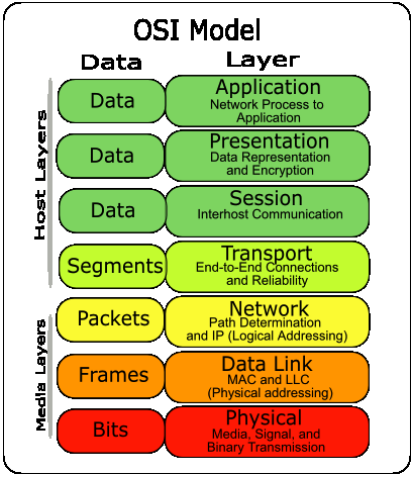 OSI Model
Data
Layer
Host Layers
Data
Application
Network Process to
Application
Data
Presentation
Data Representation
and Encryption
Data
Session
Interhost Communication
Segments
Transport
End-to-End Connections
and Reliability
Media Layers
Packets
Network
Path Determination
and IP (Logical Addressing)
Frames
Data Link
MAC and LLC
(Physical addressing)
Bits
Physical
Media, Signal, and
Binary Transmission